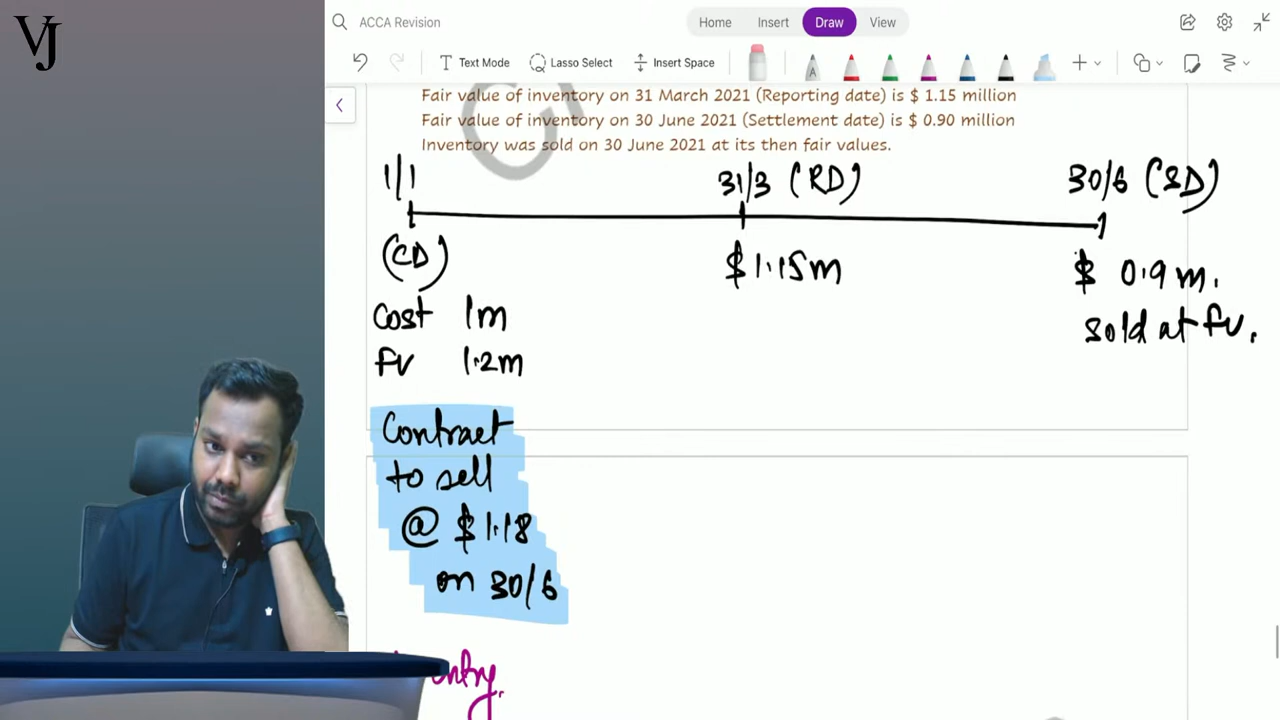 VJ
ACCA Revision
Home Insert Draw View
Text Mode Lasso Select Insert Space
Fair value of inventory on 31 March 2021 (Reporting date) is $ 1.15 million
Fair value of inventory on 30 June 2021 (Settlement date) is $ 0.90 million
Inventory was sold on 30 June 2021 at its then fair values.
1/1 31/3 (RD) 30/6 (SD)
(CD) $1.15m $ 0.9m.
Cost 1m sold at fv.
fv 1.2m
Contract
to sell
@ $1.18
on 30/6